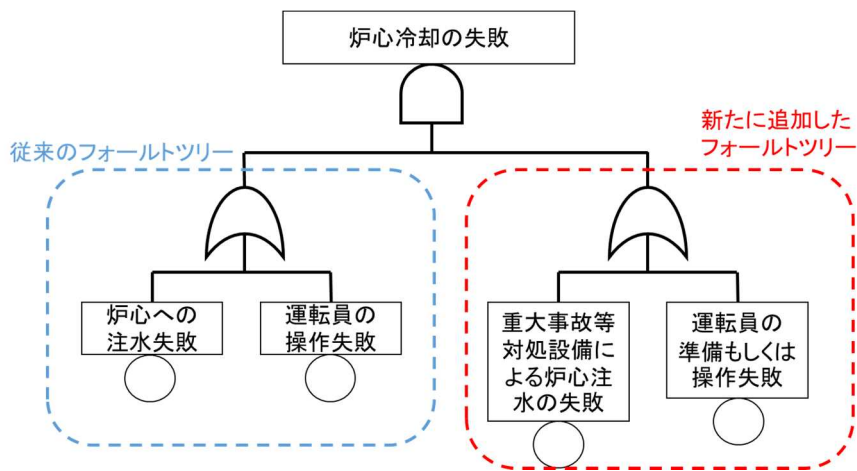 炉心冷却の失敗
従来のフォールトツリー
新たに追加した
フォールトツリー
炉心への
注水失敗
運転員の
操作失敗
重大事故等
対処設備に
よる炉心注
水の失敗
運転員の
準備もしくは
操作失敗